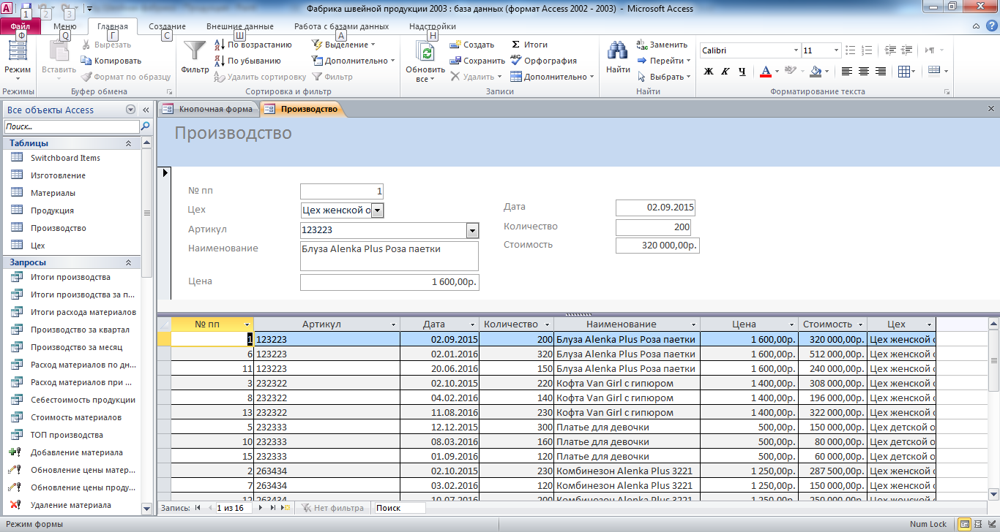 Фабрика швейной продукции 2003 : база данных (формат Access 2002 - 2003) - Microsoft Access
1 2 3
Файл Меню Главная Создание Внешние данные Работа с базами данных Надстройки
Ф Q Г С Ш А Н
Режим
Режимы
Вставить
Вырезать
Копировать
Формат по образцу
Буфер обмена
Фильтр
По возрастанию
По убыванию
Удалить сортировку
Выделение
Дополнительно
Фильтр
Сортировка и фильтр
Обновить
все
Создать
Сохранить
Удалить
Σ Итоги
Орфография
Дополнительно
Записи
Найти
Заменить
Перейти
Выбрать
Найти
Calibri 11
Ж К Ч А
Форматирование текста
Все объекты Access
Поиск...
Таблицы
Switchboard Items
Изготовление
Материалы
Продукция
Производство
Цех
Запросы
Итоги производства
Итоги производства за п...
Итоги расхода материалов
Производство за квартал
Производство за месяц
Расход материалов по дн...
Расход материалов при ...
Себестоимость продукции
Стоимость материалов
ТОП производства
Добавление материала
Обновление цены матер...
Обновление цены проду...
Удаление материала
Кнопочная форма Производство
Производство
№ пп 1
Цех Цех женской о
Артикул 123223
Наименование Блуза Alenka Plus Роза паетки
Цена 1 600,00р.
Дата 02.09.2015
Количество 200
Стоимость 320 000,00р.
№ пп Артикул Дата Количество Наименование Цена Стоимость Цех
1 123223 02.09.2015 200 Блуза Alenka Plus Роза паетки 1 600,00р. 320 000,00р. Цех женской о
6 123223 02.01.2016 320 Блуза Alenka Plus Роза паетки 1 600,00р. 512 000,00р. Цех женской о
11 123223 20.06.2016 150 Блуза Alenka Plus Роза паетки 1 600,00р. 240 000,00р. Цех женской о
3 232322 02.10.2015 220 Кофта Van Girl с гипюром 1 400,00р. 308 000,00р. Цех женской о
8 232322 04.02.2016 140 Кофта Van Girl с гипюром 1 400,00р. 196 000,00р. Цех женской о
13 232322 11.08.2016 230 Кофта Van Girl с гипюром 1 400,00р. 322 000,00р. Цех женской о
5 232333 12.12.2015 300 Платье для девочки 500,00р. 150 000,00р. Цех детской о
10 232333 08.03.2016 160 Платье для девочки 500,00р. 80 000,00р. Цех детской о
15 232333 01.09.2016 120 Платье для девочки 500,00р. 60 000,00р. Цех детской о
2 263434 02.10.2015 230 Комбинезон Alenka Plus 3221 1 250,00р. 287 500,00р. Цех женской о
7 263434 03.02.2016 120 Комбинезон Alenka Plus 3221 1 250,00р. 150 000,00р. Цех женской о
12 263434 10.07.2016 200 Комбинезон Alenka Plus 3221 1 250,00р. 250 000,00р. Цех женской о
Запись: 1 из 16 Нет фильтра Поиск
Режим формы Num Lock